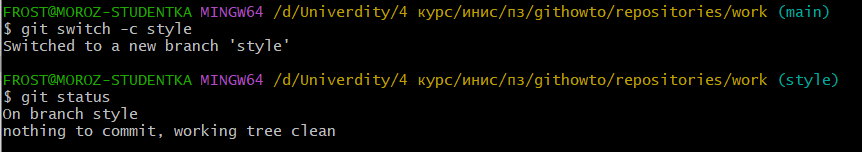 FROST@MOROZ-STUDENTKA MINGW64 /d/Univerdity/4 курс/инис/пз/githowto/repositories/work (main)
$ git switch -c style
Switched to a new branch 'style'
FROST@MOROZ-STUDENTKA MINGW64 /d/Univerdity/4 курс/инис/пз/githowto/repositories/work (style)
$ git status
On branch style
nothing to commit, working tree clean